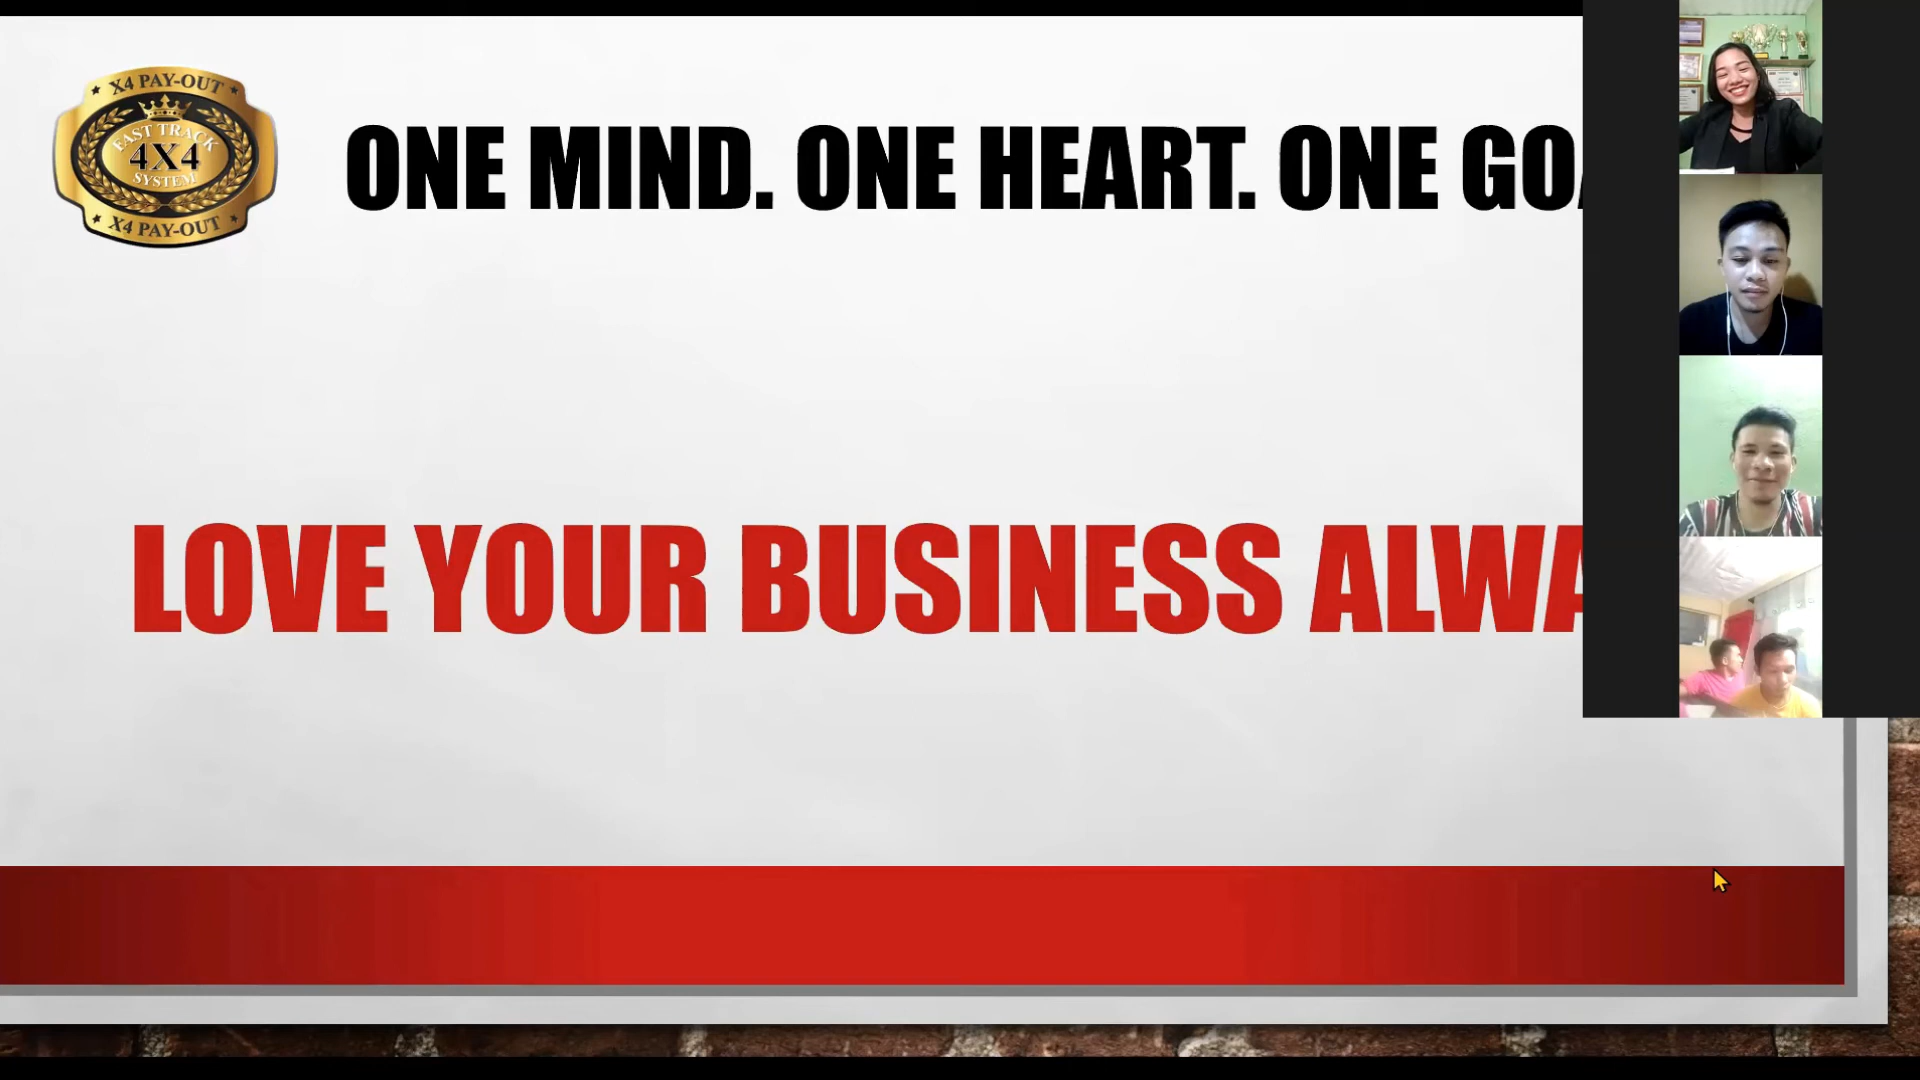 X4 PAY-OUT
FAST TRACK
4X4
SYSTEM
X4 PAY-OUT
ONE MIND. ONE HEART. ONE GO
LOVE YOUR BUSINESS ALWA